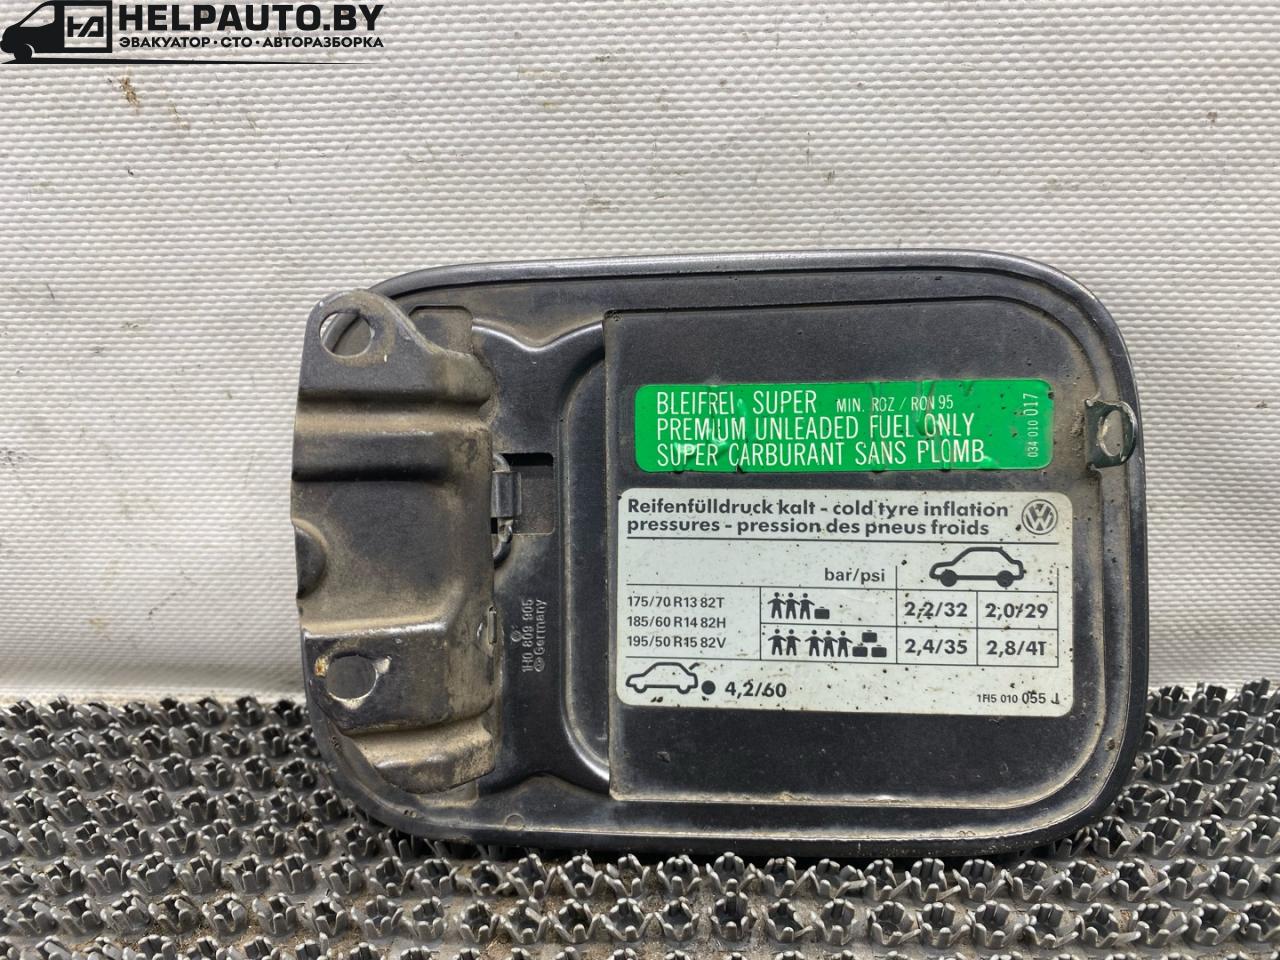 HELPAUTO.BY
ЭВАКУАТОР · СТО · АВТОРАЗБОРКА
BLEIFREI SUPER MIN. ROZ / RON 95
PREMIUM UNLEADED FUEL ONLY
SUPER CARBURANT SANS PLOMB
034 010 017
Reifenfülldruck kalt - cold tyre inflation
pressures - pression des pneus froids
bar/psi
175/70 R13 82T
185/60 R14 82H
195/50 R15 82V
2,2/32 2,0/29
2,4/35 2,8/41
4,2/60
1H5 010 055 J
1H0 809 905
Germany